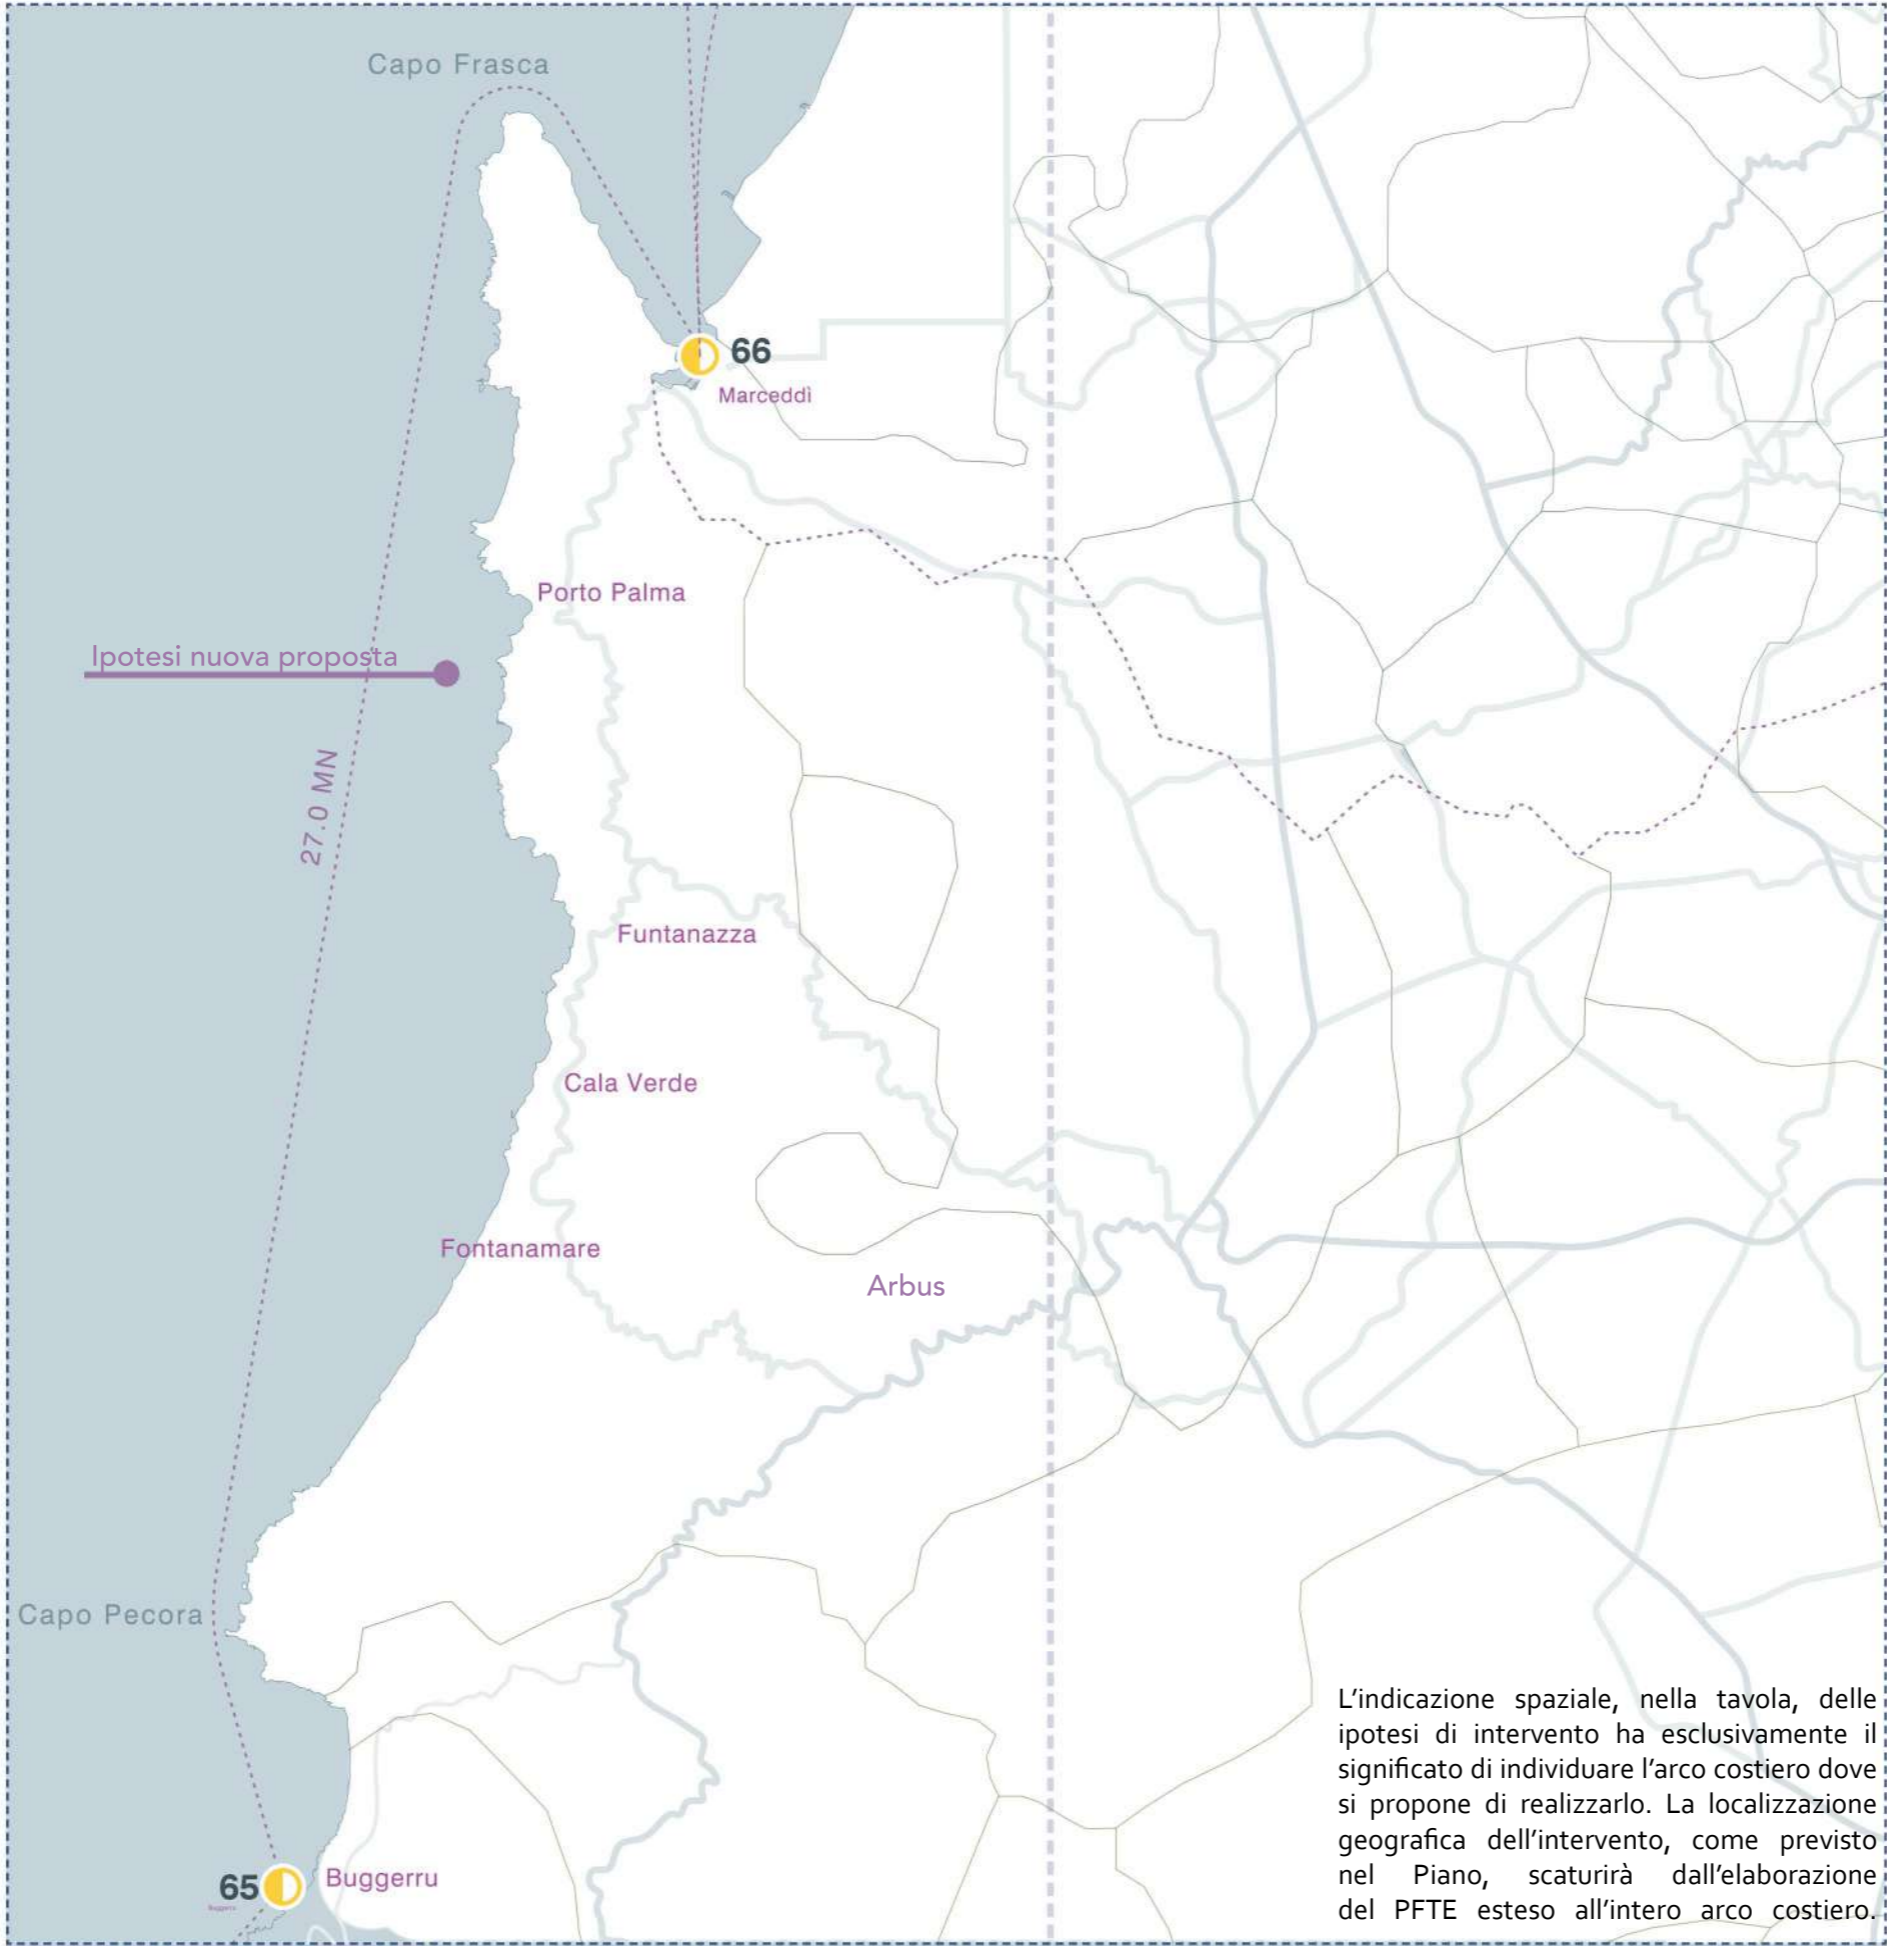 Capo Frasca
66
Marceddì
Porto Palma
Ipotesi nuova proposta
27.0 MN
Funtanazza
Cala Verde
Fontanamare
Arbus
Capo Pecora
65
Buggerru
Buggerru
L'indicazione spaziale, nella tavola, delle
ipotesi di intervento ha esclusivamente il
significato di individuare l'arco costiero dove
si propone di realizzarlo. La localizzazione
geografica dell'intervento, come previsto
nel Piano, scaturirà dall'elaborazione
del PFTE esteso all'intero arco costiero.